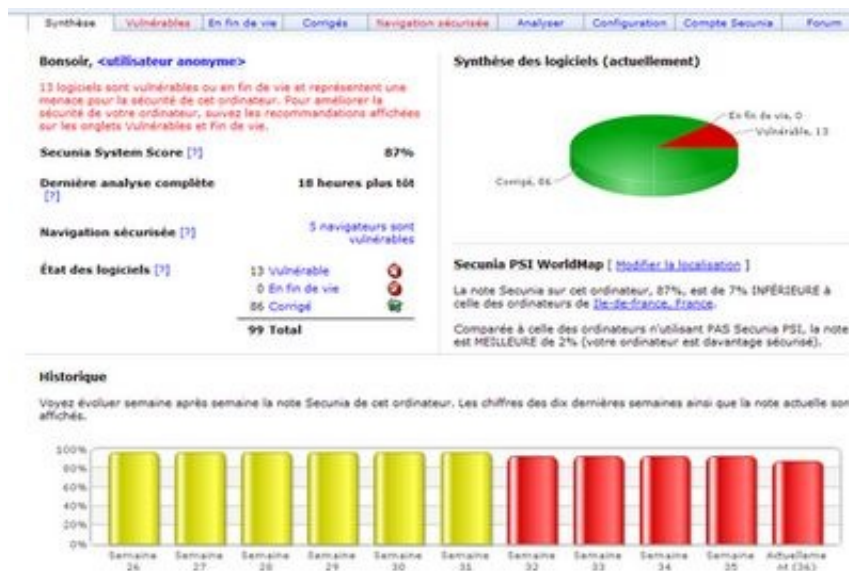 Synthèse Vulnérables En fin de vie Corrigés Navigation sécurisée Analyser Configuration Compte Secunia Forum
Bonsoir, <utilisateur anonyme>
13 logiciels sont vulnérables ou en fin de vie et représentent une
menace pour la sécurité de cet ordinateur. Pour améliorer la
sécurité de votre ordinateur, suivez les recommandations affichées
sur les onglets Vulnérables et Fin de vie.
Secunia System Score [?] 87%
Dernière analyse complète 18 heures plus tôt
[?]
Navigation sécurisée [?] 5 navigateurs sont
vulnérables
État des logiciels [?] 13 Vulnérable
0 En fin de vie
86 Corrigé
99 Total
Synthèse des logiciels (actuellement)
En fin de vie, 0
Vulnérable, 13
Corrigé, 86
Secunia PSI WorldMap [ Modifier la localisation ]
La note Secunia sur cet ordinateur, 87%, est de 7% INFÉRIEURE à
celle des ordinateurs de Ile-de-france, France.
Comparée à celle des ordinateurs n'utilisant PAS Secunia PSI, la note
est MEILLEURE de 2% (votre ordinateur est davantage sécurisé).
Historique
Voyez évoluer semaine après semaine la note Secunia de cet ordinateur. Les chiffres des dix dernières semaines ainsi que la note actuelle son
affichés.
100%
80%
60%
40%
20%
0%
Semaine 26
Semaine 27
Semaine 28
Semaine 29
Semaine 30
Semaine 31
Semaine 32
Semaine 33
Semaine 34
Semaine 35
Actuelleme
nt (36)